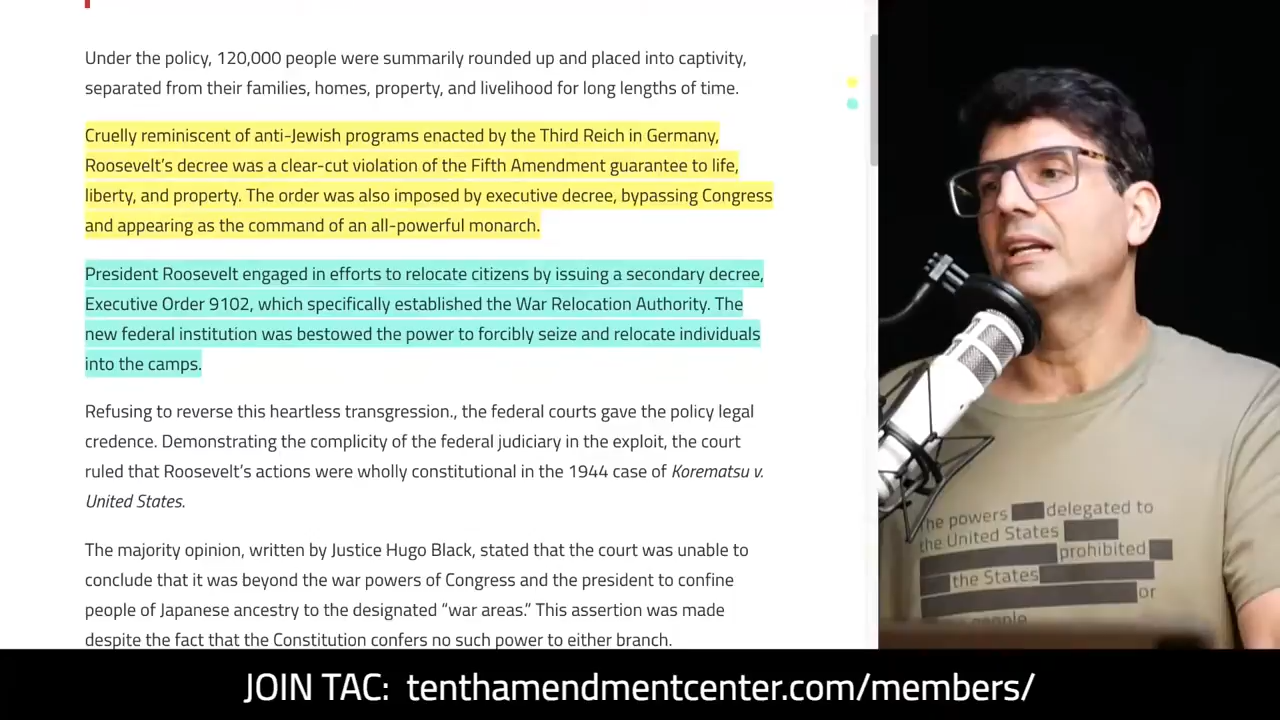 Under the policy, 120,000 people were summarily rounded up and placed into captivity,
separated from their families, homes, property, and livelihood for long lengths of time.
Cruelly reminiscent of anti-Jewish programs enacted by the Third Reich in Germany,
Roosevelt's decree was a clear-cut violation of the Fifth Amendment guarantee to life,
liberty, and property. The order was also imposed by executive decree, bypassing Congress
and appearing as the command of an all-powerful monarch.
President Roosevelt engaged in efforts to relocate citizens by issuing a secondary decree,
Executive Order 9102, which specifically established the War Relocation Authority. The
new federal institution was bestowed the power to forcibly seize and relocate individuals
into the camps.
Refusing to reverse this heartless transgression., the federal courts gave the policy legal
credence. Demonstrating the complicity of the federal judiciary in the exploit, the court
ruled that Roosevelt's actions were wholly constitutional in the 1944 case of Korematsu v.
United States.
The majority opinion, written by Justice Hugo Black, stated that the court was unable to
conclude that it was beyond the war powers of Congress and the president to confine
people of Japanese ancestry to the designated “war areas.” This assertion was made
despite the fact that the Constitution confers no such power to either branch.
The powers delegated to
the United States
prohibited
the States
or
people
JOIN TAC: tenthamendmentcenter.com/members/